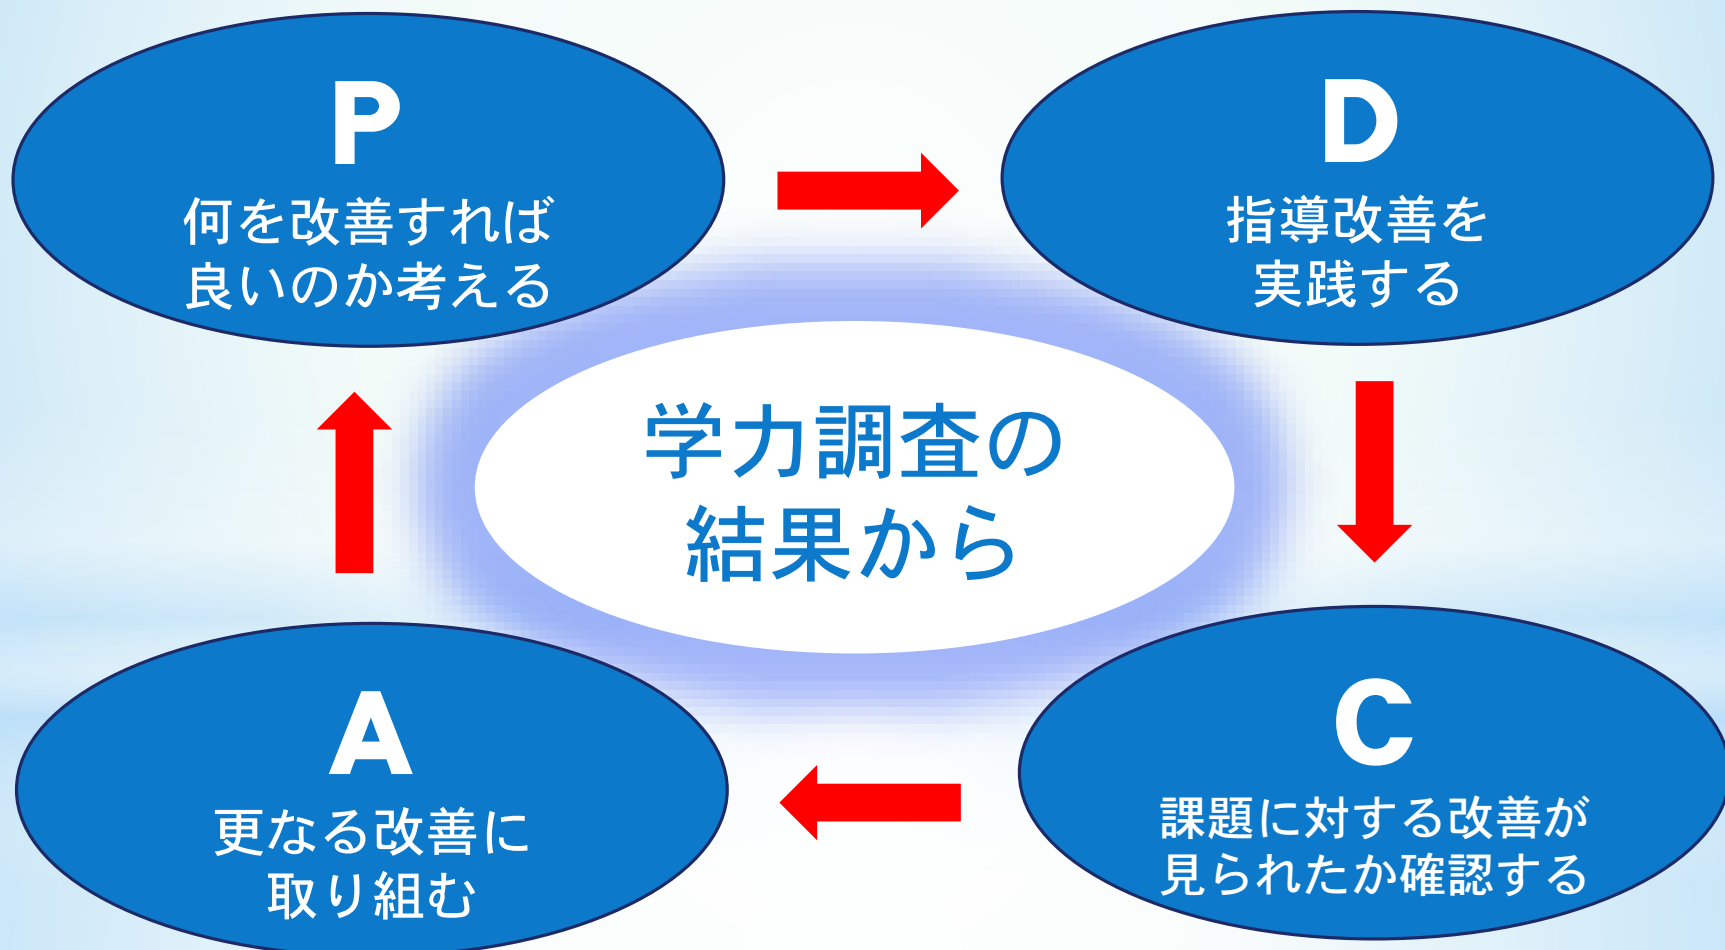 P
何を改善すれば
良いのか考える
D
指導改善を
実践する
学力調査の
結果から
A
更なる改善に
取り組む
C
課題に対する改善が
見られたか確認する